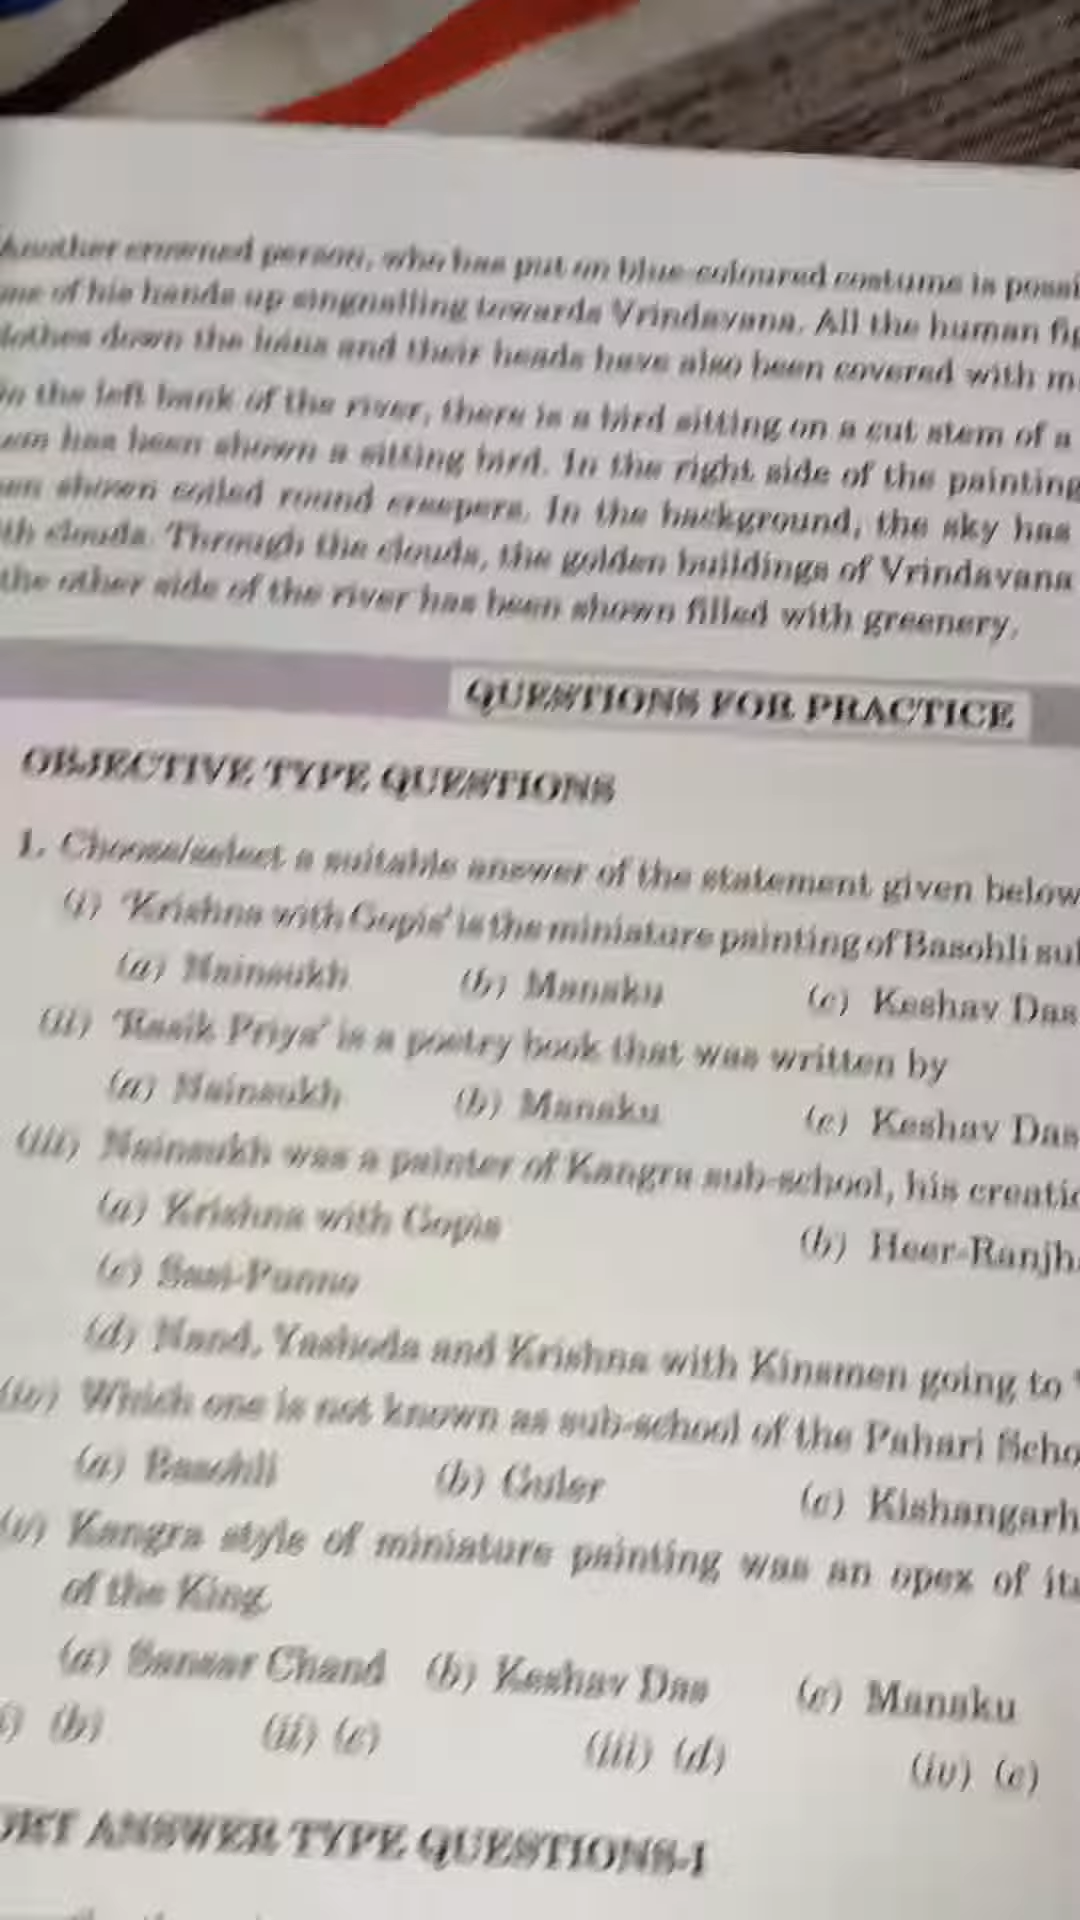 Another crowned person, who has put on blue-coloured costume is possi
one of his hands up singnalling towards Vrindavana. All the human fig
clothes down the and their heads have also been covered with m
the left bank of the river, there is a bird sitting on a cut stem of a
has been shown a sitting bird. In the right side of the painting
shown coiled round creepers. In the background, the sky has
clouds. Through the clouds, the golden buildings of Vrindavana
the other side of the river has been shown filled with greenery.
QUESTIONS FOR PRACTICE
OBJECTIVE TYPE QUESTIONS
1. Choose/select a suitable answer of the statement given below
(i) 'Krishna with Gopis' is the miniature painting of Basohli su
(a) Nainsukh (b) Manaku (c) Keshav Das
(ii) 'Rasik Priya' is a poetry book that was written by
(a) Nainsukh (b) Manaku (c) Keshav Das
(iii) Nainsukh was a painter of Kangra sub-school, his creatio
(a) Krishna with Gopis (b) Heer-Ranjh
(c) Sasi-Punno
(d) Nand, Yashoda and Krishna with Kinsmen going to
(iv) Which one is not known as sub-school of the Pahari Scho
(a) Basohli (b) Guler (c) Kishangarh
(v) Kangra style of miniature painting was an opex of its
of the King.
(a) Sansar Chand (b) Keshav Das (c) Manaku
(b) (ii) (c) (iii) (d) (iv) (c)
ORT ANSWER TYPE QUESTIONS-I